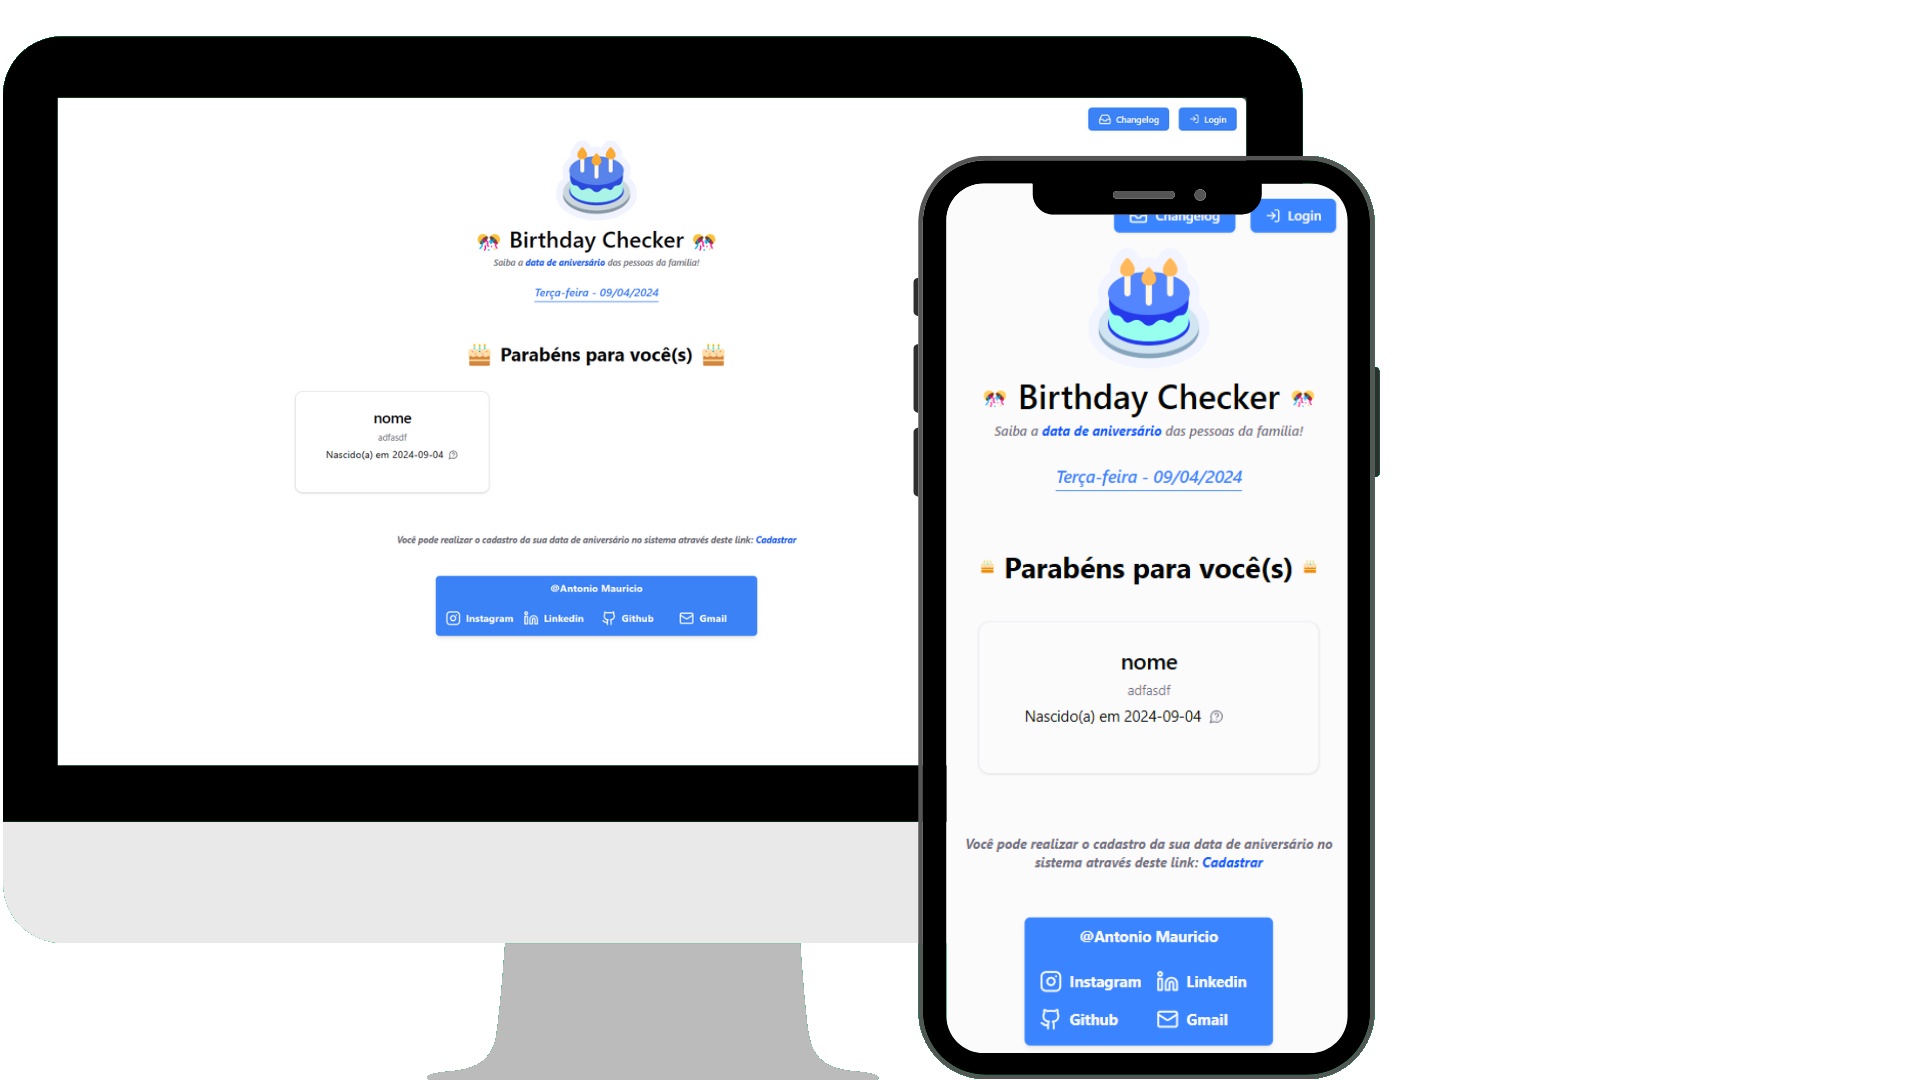 Changelog
Login
Birthday Checker
Saiba a data de aniversário das pessoas da família!
Terça-feira - 09/04/2024
Parabéns para você(s)
nome
adfasdf
Nascido(a) em 2024-09-04
Você pode realizar o cadastro da sua data de aniversário no sistema através deste link: Cadastrar
@Antonio Mauricio
Instagram
Linkedin
Github
Gmail
Changelog
Login
Birthday Checker
Saiba a data de aniversário das pessoas da família!
Terça-feira - 09/04/2024
Parabéns para você(s)
nome
adfasdf
Nascido(a) em 2024-09-04
Você pode realizar o cadastro da sua data de aniversário no
sistema através deste link: Cadastrar
@Antonio Mauricio
Instagram
Linkedin
Github
Gmail